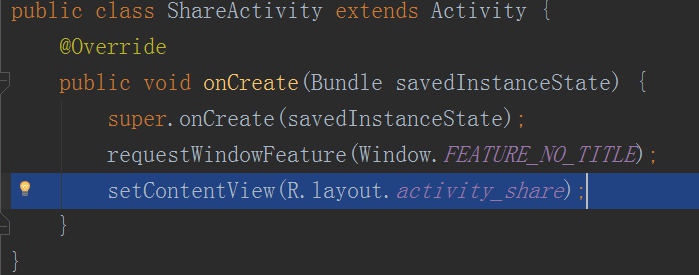 public class ShareActivity extends Activity {
    @Override
    public void onCreate(Bundle savedInstanceState) {
        super.onCreate(savedInstanceState);
        requestWindowFeature(Window.FEATURE_NO_TITLE);
        setContentView(R.layout.activity_share);
    }
}